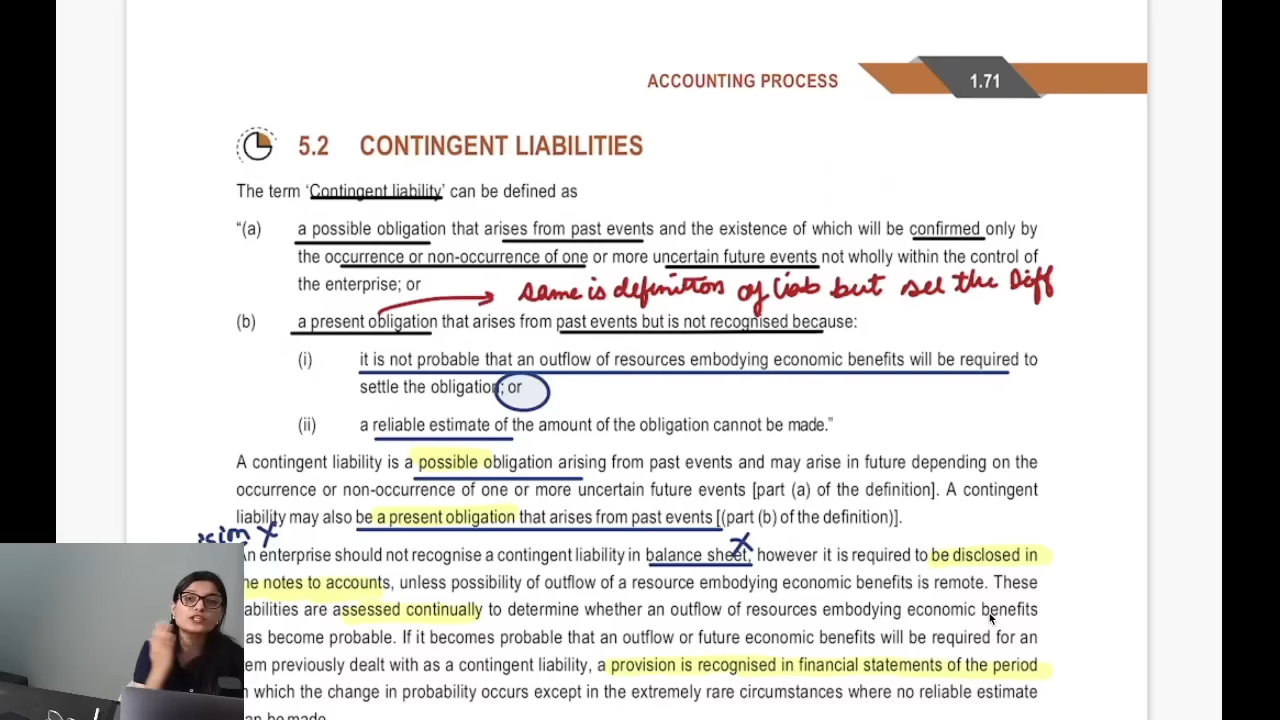 ACCOUNTING PROCESS 1.71
5.2 CONTINGENT LIABILITIES
The term ‘Contingent liability’ can be defined as
“(a) a possible obligation that arises from past events and the existence of which will be confirmed only by
the occurrence or non-occurrence of one or more uncertain future events not wholly within the control of
the enterprise; or
same is definition of liab but see the Diff
(b) a present obligation that arises from past events but is not recognised because:
(i) it is not probable that an outflow of resources embodying economic benefits will be required to
settle the obligation; or
(ii) a reliable estimate of the amount of the obligation cannot be made.”
A contingent liability is a possible obligation arising from past events and may arise in future depending on the
occurrence or non-occurrence of one or more uncertain future events [part (a) of the definition]. A contingent
liability may also be a present obligation that arises from past events [(part (b) of the definition)].
An enterprise should not recognise a contingent liability in balance sheet, however it is required to be disclosed in
notes to accounts, unless possibility of outflow of a resource embodying economic benefits is remote. These
are assessed continually to determine whether an outflow of resources embodying economic benefits
become probable. If it becomes probable that an outflow or future economic benefits will be required for an
previously dealt with as a contingent liability, a provision is recognised in financial statements of the period
which the change in probability occurs except in the extremely rare circumstances where no reliable estimate
be made